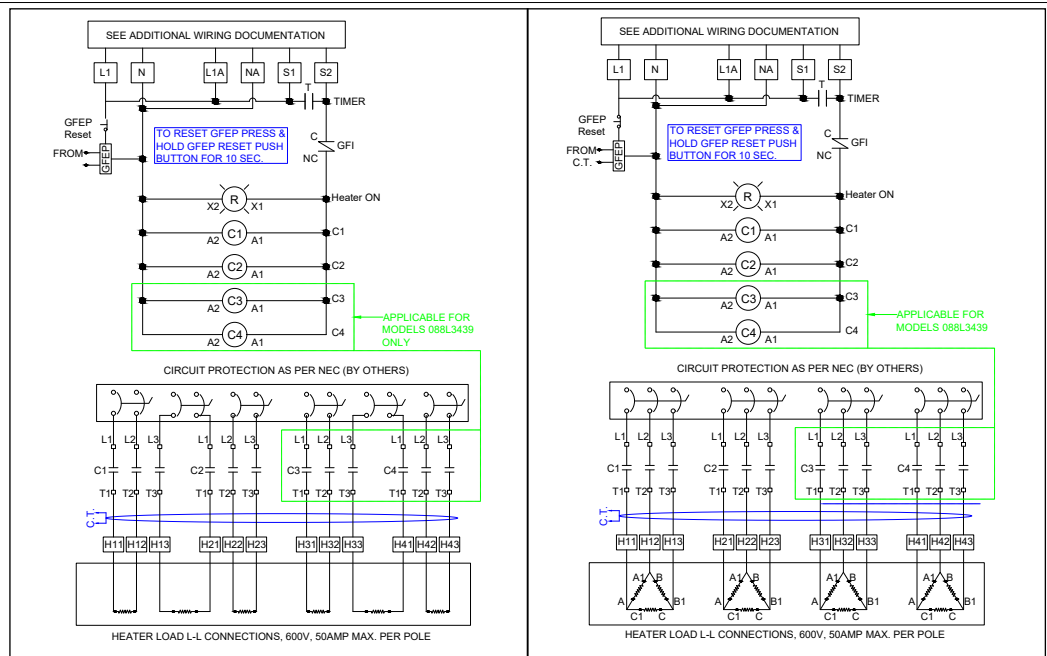 SEE ADDITIONAL WIRING DOCUMENTATION
L1 N L1A NA S1 S2
T
TIMER
GFEP
Reset
TO RESET GFEP PRESS &
HOLD GFEP RESET PUSH
BUTTON FOR 10 SEC.
C
GFI
NC
FROM
GFEP
R
X2 X1
Heater ON
C1
A2 A1
C1
C2
A2 A1
C2
C3
A2 A1
C3
C4
A2 A1
C4
APPLICABLE FOR
MODELS 088L3439
ONLY
CIRCUIT PROTECTION AS PER NEC (BY OTHERS)
L1 L2 L3 L1 L2 L3 L1 L2 L3 L1 L2 L3
C1 C2 C3 C4
T1 T2 T3 T1 T2 T3 T1 T2 T3 T1 T2 T3
C.T.
H11 H12 H13 H21 H22 H23 H31 H32 H33 H41 H42 H43
HEATER LOAD L-L CONNECTIONS, 600V, 50AMP MAX. PER POLE
SEE ADDITIONAL WIRING DOCUMENTATION
L1 N L1A NA S1 S2
T
TIMER
GFEP
Reset
TO RESET GFEP PRESS &
HOLD GFEP RESET PUSH
BUTTON FOR 10 SEC.
C
GFI
NC
FROM
C.T.
GFEP
R
X2 X1
Heater ON
C1
A2 A1
C1
C2
A2 A1
C2
C3
A2 A1
C3
C4
A2 A1
C4
APPLICABLE FOR
MODELS 088L3439
CIRCUIT PROTECTION AS PER NEC (BY OTHERS)
L1 L2 L3 L1 L2 L3 L1 L2 L3 L1 L2 L3
C1 C2 C3 C4
T1 T2 T3 T1 T2 T3 T1 T2 T3 T1 T2 T3
C.T.
H11 H12 H13 H21 H22 H23 H31 H32 H33 H41 H42 H43
A1 B A1 B A1 B A1 B
A B1 A B1 A B1 A B1
C1 C C1 C C1 C C1 C
HEATER LOAD L-L CONNECTIONS, 600V, 50AMP MAX. PER POLE